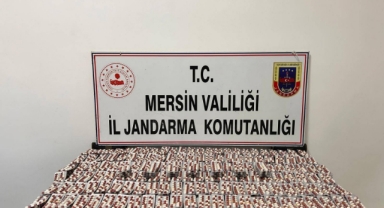 T.C.
MERSİN VALİLİĞİ
İL JANDARMA KOMUTANLIĞI